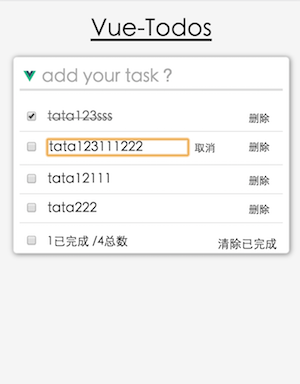 Vue-Todos
add your task ?
tata123sss 删除
tata123111222 取消 删除
tata12111 删除
tata222 删除
1已完成 /4总数 清除已完成